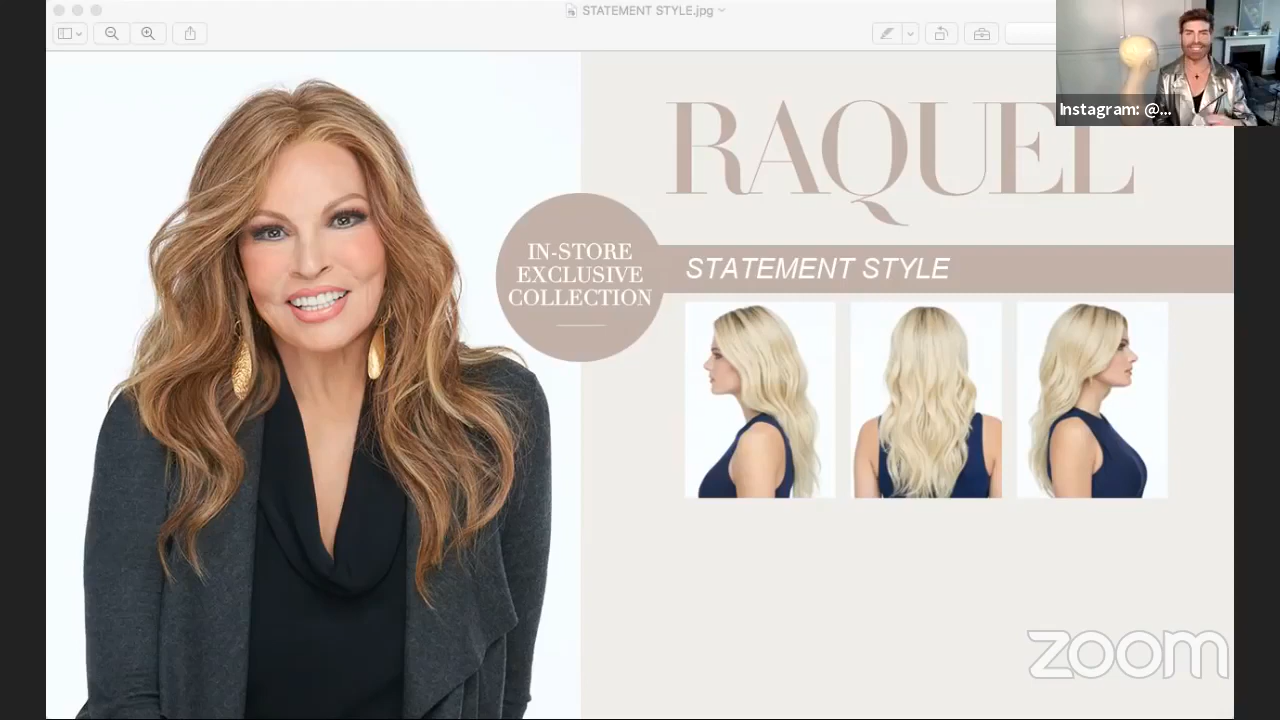 STATEMENT STYLE.jpg
Instagram: @...
RAQUEL
IN-STORE
EXCLUSIVE
COLLECTION
STATEMENT STYLE
zoom